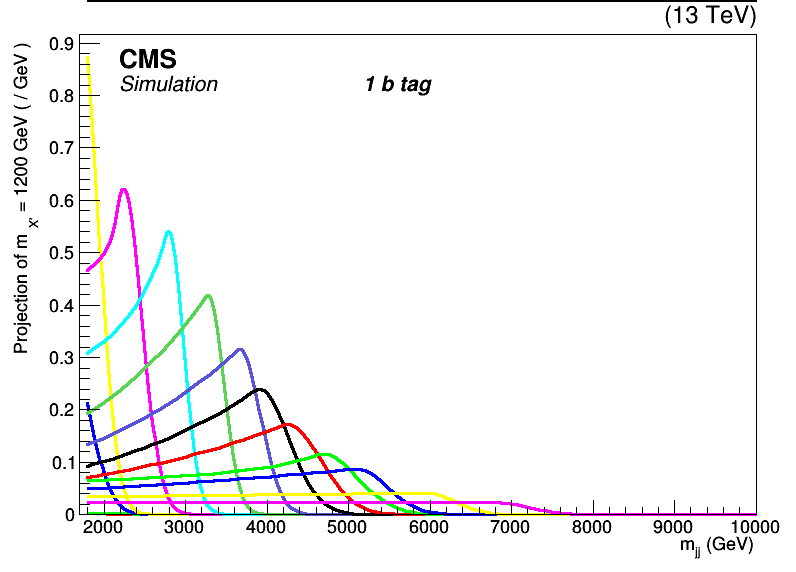 (13 TeV)
CMS
Simulation
1 b tag
Projection of m X' = 1200 GeV ( / GeV )
0.9
0.8
0.7
0.6
0.5
0.4
0.3
0.2
0.1
0
2000 3000 4000 5000 6000 7000 8000 9000 10000
m jj (GeV)